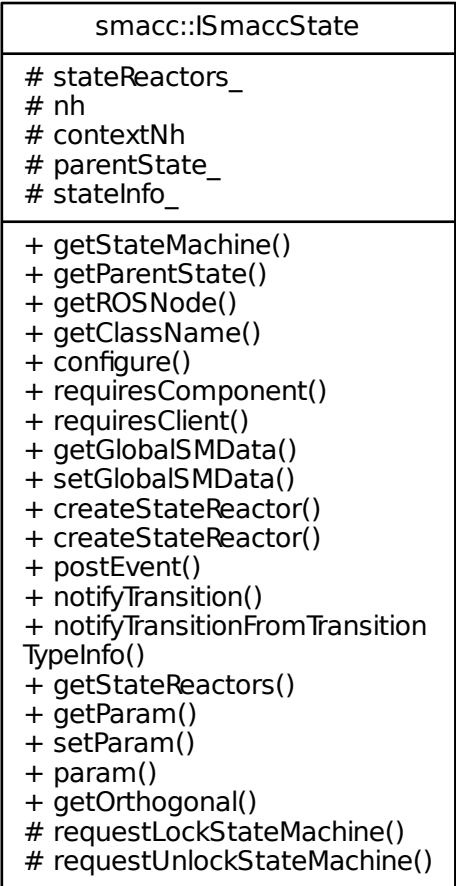 smacc::ISmaccState
# stateReactors_
# nh
# contextNh
# parentState_
# stateInfo_
+ getStateMachine()
+ getParentState()
+ getROSNode()
+ getClassName()
+ configure()
+ requiresComponent()
+ requiresClient()
+ getGlobalSMData()
+ setGlobalSMData()
+ createStateReactor()
+ createStateReactor()
+ postEvent()
+ notifyTransition()
+ notifyTransitionFromTransition
TypeInfo()
+ getStateReactors()
+ getParam()
+ setParam()
+ param()
+ getOrthogonal()
# requestLockStateMachine()
# requestUnlockStateMachine()